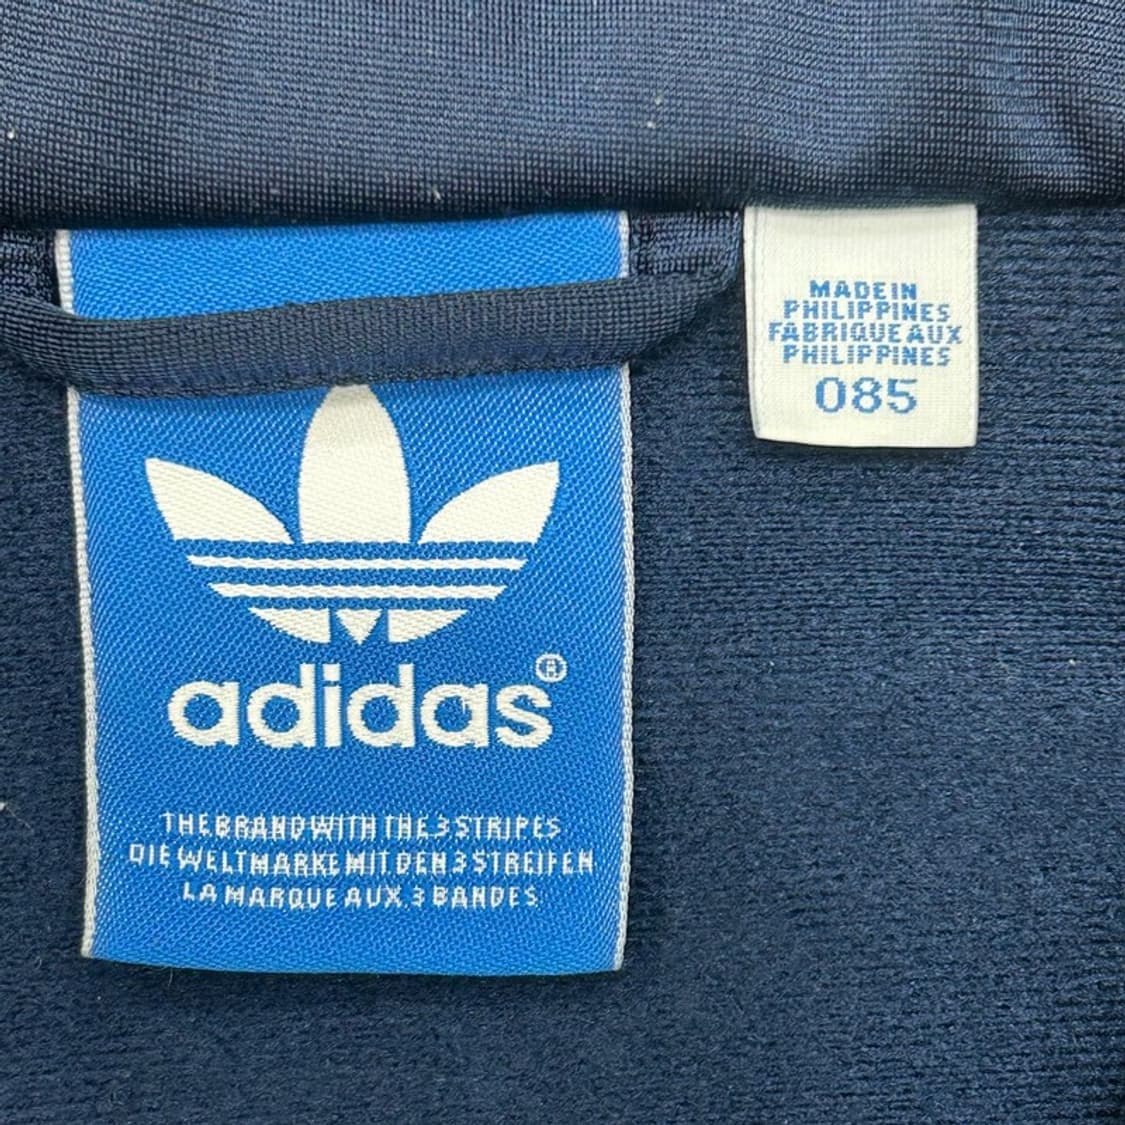 adidas®
THE BRAND WITH THE 3 STRIPES
DIE WELTMARKE MIT DEN 3 STREIFEN
LA MARQUE AUX 3 BANDES
MADE IN
PHILIPPINES
FABRIQUE AUX
PHILIPPINES
085